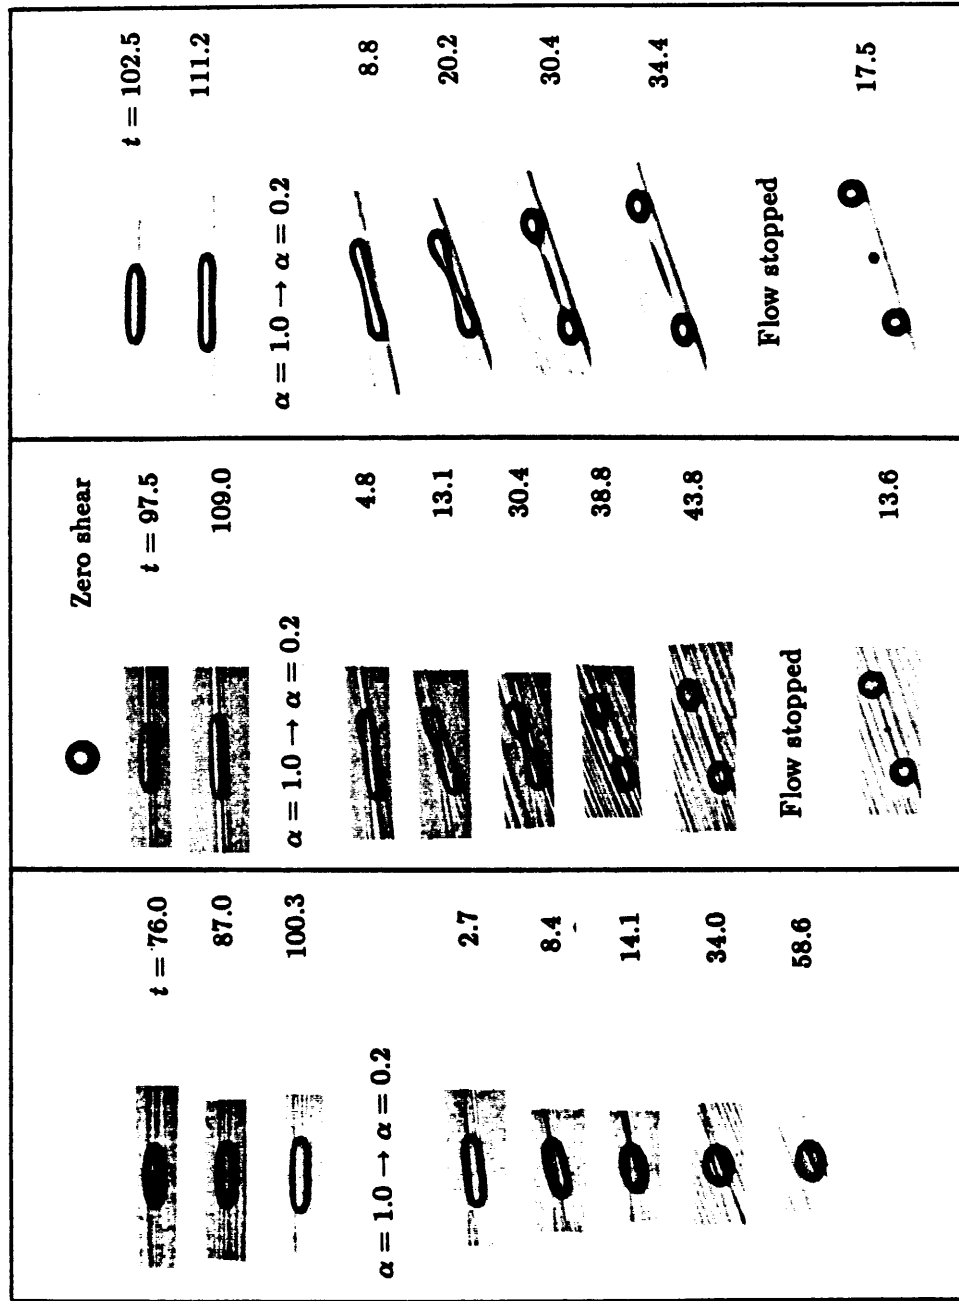 t = 76.0
87.0
100.3
α = 1.0 → α = 0.2
2.7
8.4
14.1
34.0
58.6
Zero shear
t = 97.5
109.0
α = 1.0 → α = 0.2
4.8
13.1
30.4
38.8
43.8
Flow stopped
13.6
t = 102.5
111.2
α = 1.0 → α = 0.2
8.8
20.2
30.4
34.4
Flow stopped
17.5